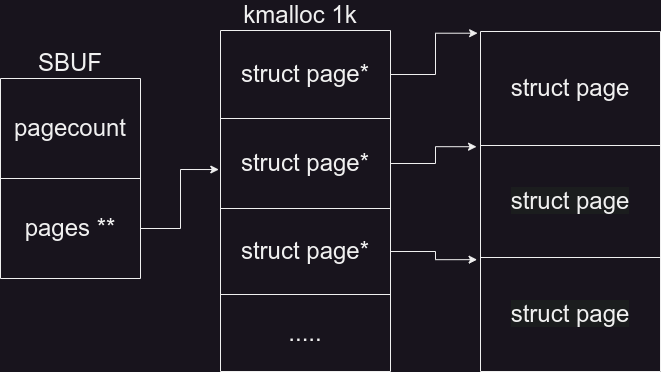 SBUF
pagecount
pages **
kmalloc 1k
struct page*
struct page*
struct page*
.....
struct page
struct page
struct page